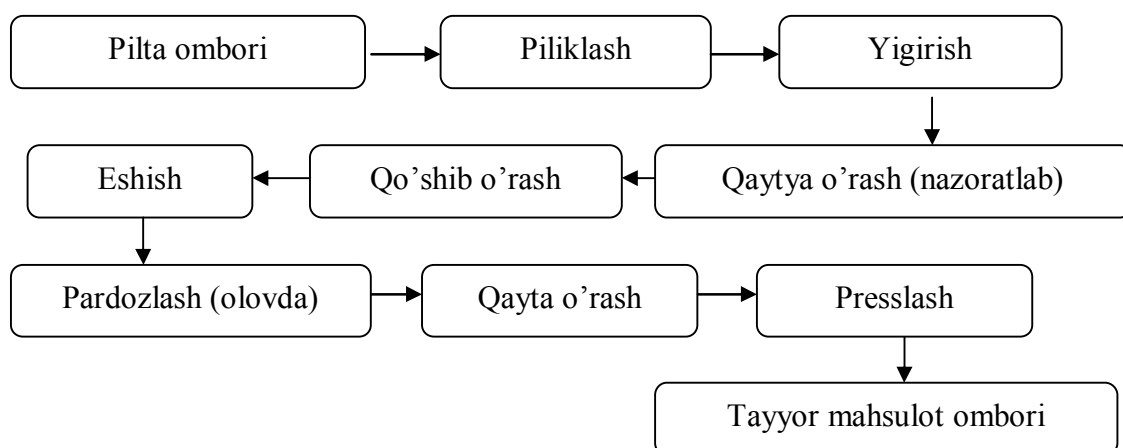 Pilta ombori
Piliklash
Yigirish
Qaytya o’rash (nazoratlab)
Qo’shib o’rash
Eshish
Pardozlash (olovda)
Qayta o’rash
Presslash
Tayyor mahsulot ombori